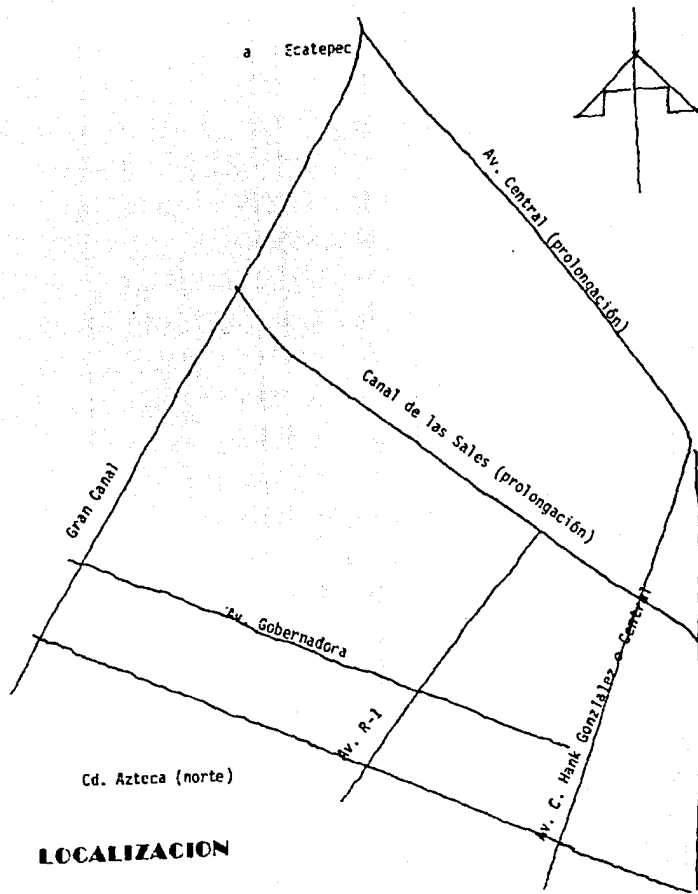 a Ecatepec
Av. Central (prolongación)
Canal de las Sales (prolongación)
Gran Canal
Av. Gobernadora
Av. R-1
Av. C. Hank Gonzlalez o Central
Cd. Azteca (norte)
LOCALIZACION